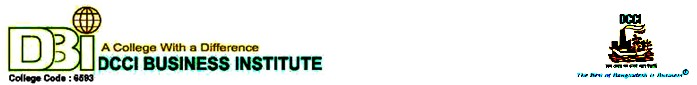 DBI
A College With a Difference
DCCI BUSINESS INSTITUTE
College Code : 6593
DCCI
The Best of Bangladesh in Business®